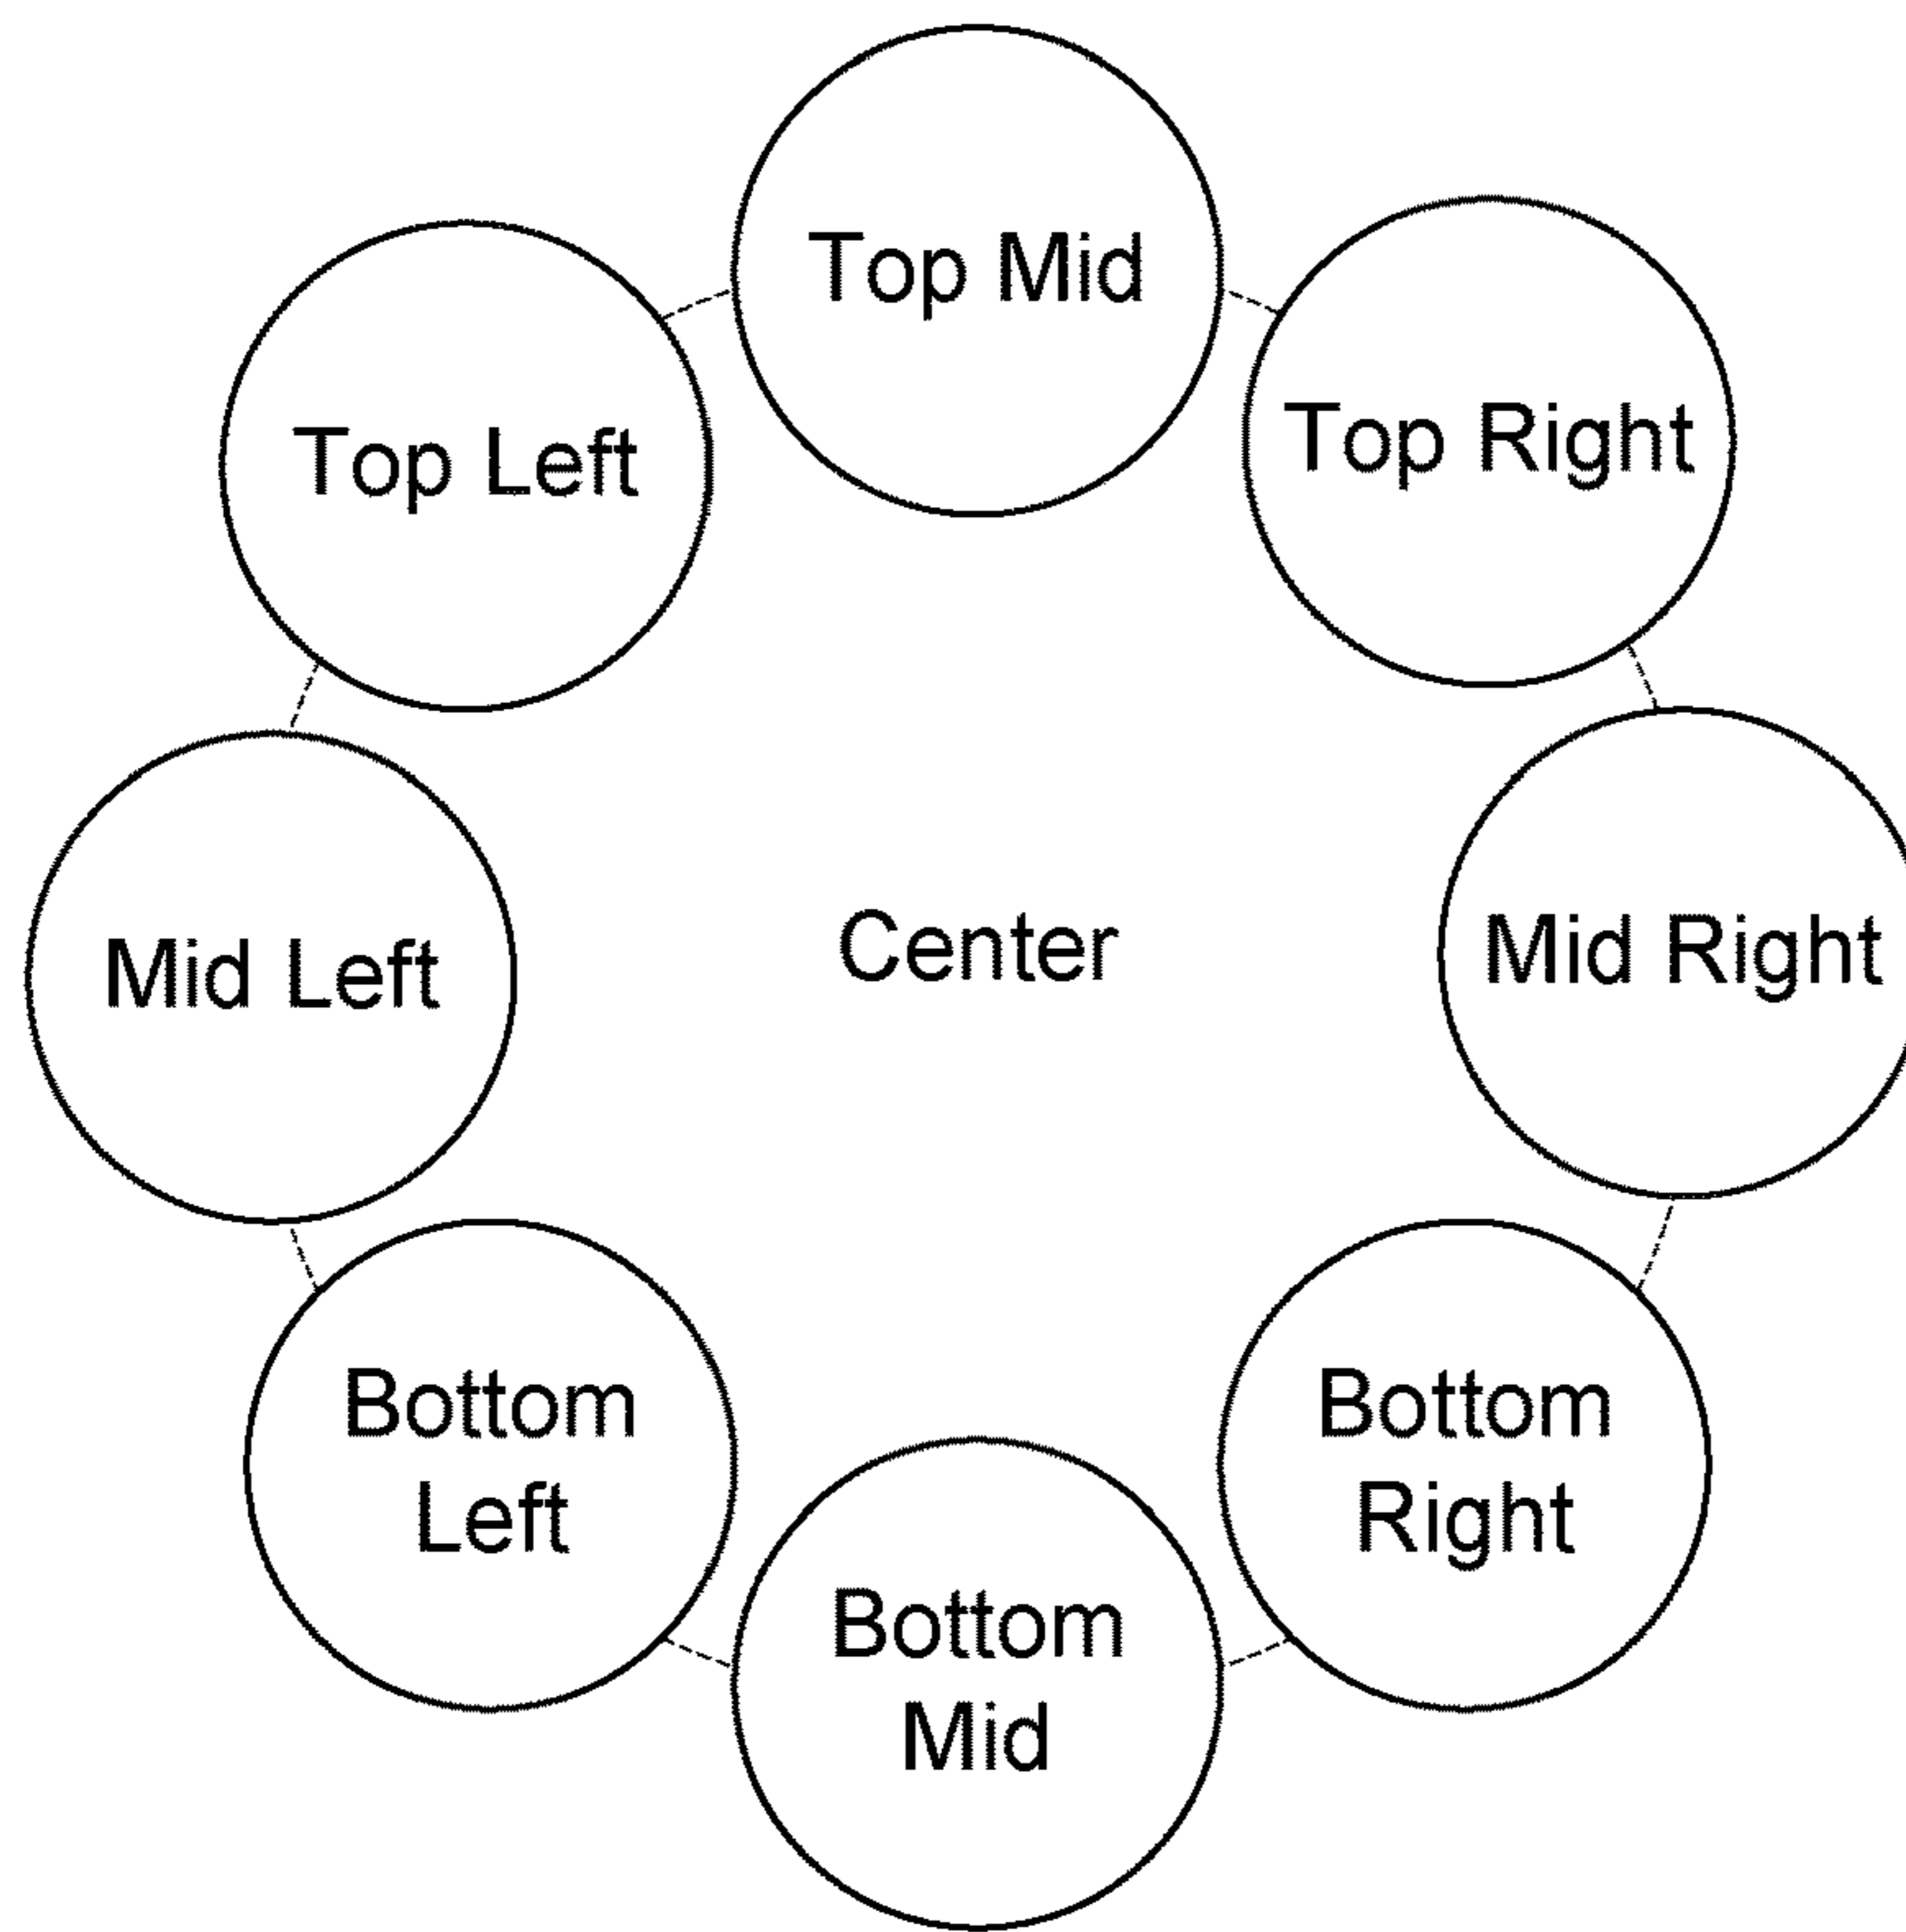 Top Mid
Top Left
Top Right
Mid Left
Center
Mid Right
Bottom
Left
Bottom
Mid
Bottom
Right